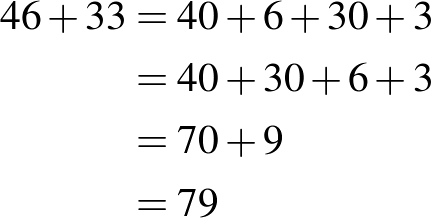 46 + 33 = 40 + 6 + 30 + 3
= 40 + 30 + 6 + 3
= 70 + 9
= 79